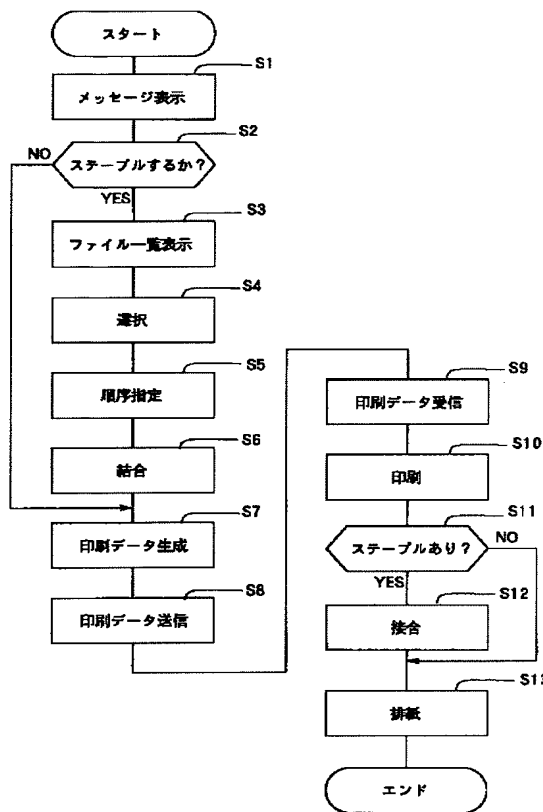 スタート
S1
メッセージ表示
S2
NO
ステープルするか？
YES
S3
ファイル一覧表示
S4
選択
S5
順序指定
S6
結合
S7
印刷データ生成
S8
印刷データ送信
S9
印刷データ受信
S10
印刷
S11
ステープルあり？
NO
YES
S12
接合
S13
排紙
エンド